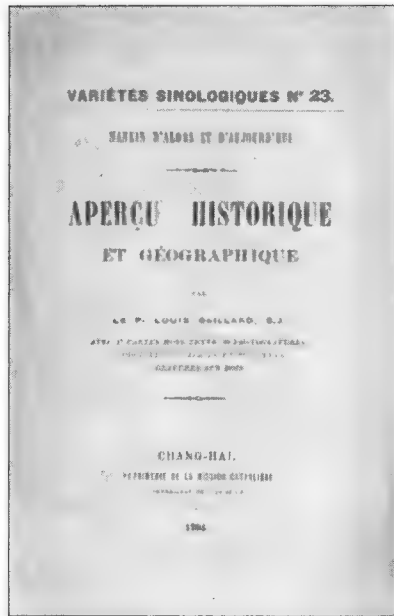 VARIÉTÉS SINOLOGIQUES Nº 23.
NANKIN D'ALORS ET D'AUJOURD'HUI
APERÇU HISTORIQUE
ET GÉOGRAPHIQUE
PAR
LE P. LOUIS GAILLARD, S.J.
GRAVURES SUR BOIS
CHANG-HAI.
IMPRIMERIE DE LA MISSION CATHOLIQUE